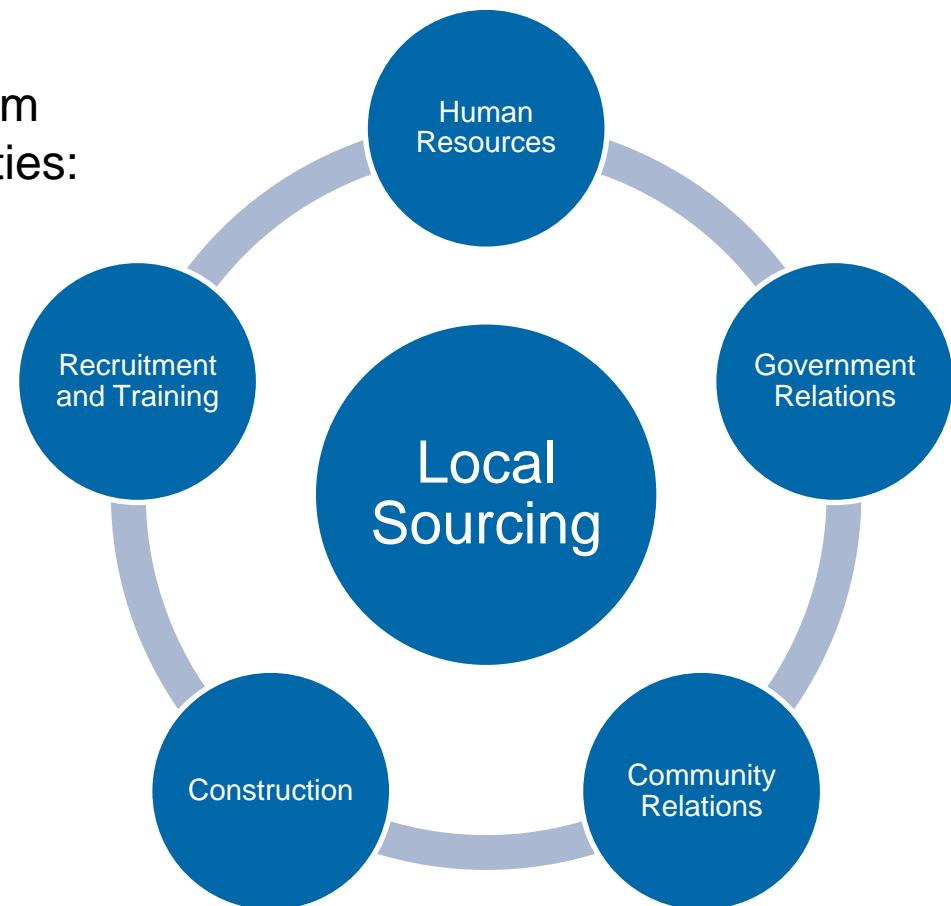 m
ties:
Human
Resources
Government
Relations
Community
Relations
Construction
Recruitment
and Training
Local
Sourcing